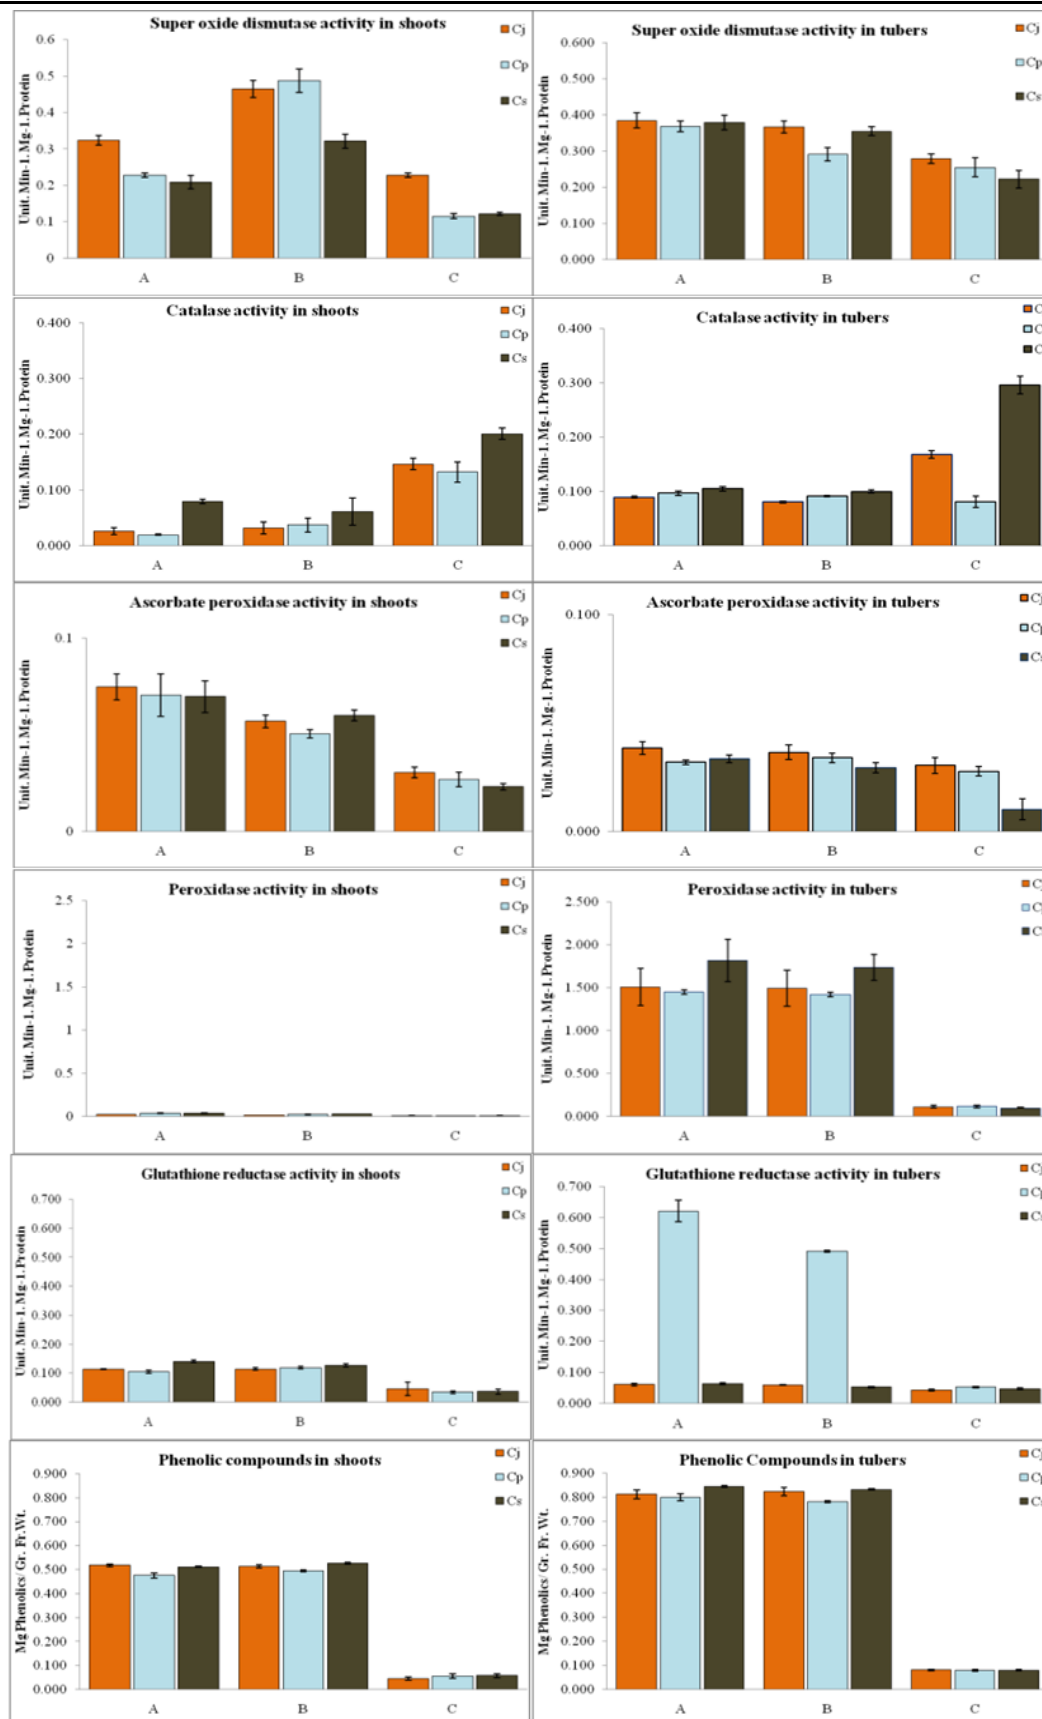 Super oxide dismutase activity in shoots
Cj
Cp
Cs
Unit. Min-1. Mg-1. Protein
0.6
0.5
0.4
0.3
0.2
0.1
0
A
B
C
Super oxide dismutase activity in tubers
Cj
Cp
Cs
Unit. Min-1. Mg-1. Protein
0.600
0.500
0.400
0.300
0.200
0.100
0.000
A
B
C
Catalase activity in shoots
Cj
Cp
Cs
Unit. Min-1. Mg-1. Protein
0.400
0.300
0.200
0.100
0.000
A
B
C
Catalase activity in tubers
C
C
C
Unit. Min-1. Mg-1. Protein
0.400
0.300
0.200
0.100
0.000
A
B
C
Ascorbate peroxidase activity in shoots
Cj
Cp
Cs
Unit. Min-1. Mg-1. Protein
0.1
0
A
B
C
Ascorbate peroxidase activity in tubers
Cj
Cp
Cs
Unit. Min-1. Mg-1. Protein
0.100
0.000
A
B
C
Peroxidase activity in shoots
Cj
Cp
Cs
Unit. Min-1. Mg-1. Protein
2.5
2
1.5
1
0.5
0
A
B
C
Peroxidase activity in tubers
Cj
Cp
Cs
Unit. Min-1. Mg-1. Protein
2.500
2.000
1.500
1.000
0.500
0.000
A
B
C
Glutathione reductase activity in shoots
Cj
Cp
Cs
Unit. Min-1. Mg-1. Protein
0.700
0.600
0.500
0.400
0.300
0.200
0.100
0.000
A
B
C
Glutathione reductase activity in tubers
Cj
Cp
Cs
Unit. Min-1. Mg-1. Protein
0.700
0.600
0.500
0.400
0.300
0.200
0.100
0.000
A
B
C
Phenolic compounds in shoots
Cj
Cp
Cs
Mg Phenolics/ Gr. Fr. Wt.
0.900
0.800
0.700
0.600
0.500
0.400
0.300
0.200
0.100
0.000
A
B
C
Phenolic Compounds in tubers
Cj
Cp
Cs
Mg Phenolics/ Gr. Fr. Wt.
0.900
0.800
0.700
0.600
0.500
0.400
0.300
0.200
0.100
0.000
A
B
C